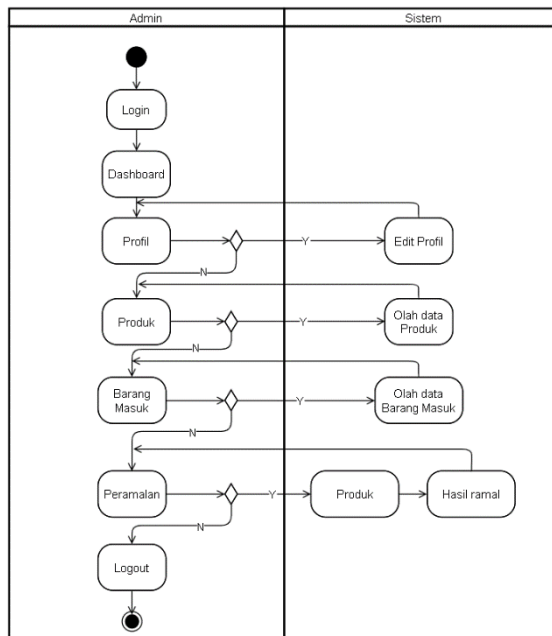 Admin
Sistem
Login
Dashboard
Profil
Y
Edit Profil
N
Produk
Y
Olah data
Produk
N
Barang
Masuk
Y
Olah data
Barang Masuk
N
Peramalan
Y
Produk
Hasil ramal
N
Logout